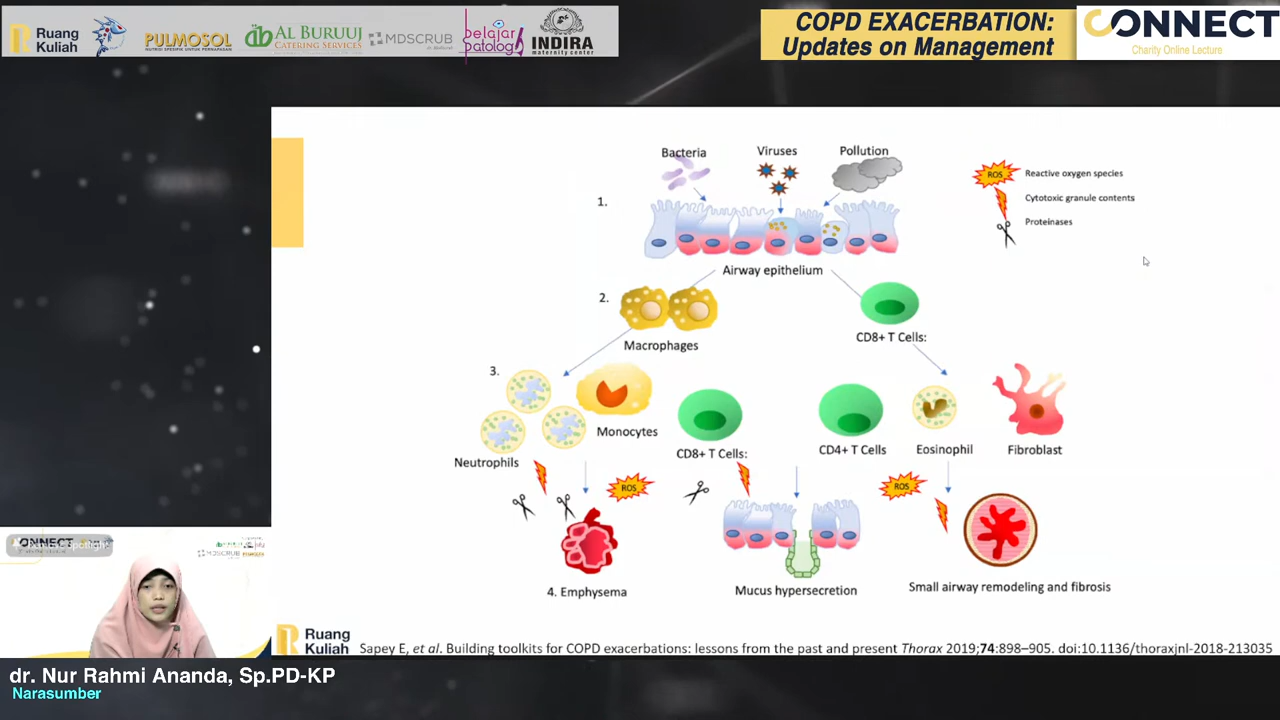 Ruang
Kuliah
PULMOSOL
NUTRISI SPESIFIK UNTUK PERNAPASAN
AL BURUUJ
CATERING SERVICES
MDSCRUB
belajar
patologi
INDIRA
maternity center
COPD EXACERBATION:
Updates on Management
CONNECT
Charity Online Lecture
Bacteria
Viruses
Pollution
ROS
Reactive oxygen species
Cytotoxic granule contents
Proteinases
1.
Airway epithelium
2.
Macrophages
CD8+ T Cells:
3.
Neutrophils
Monocytes
CD8+ T Cells:
CD4+ T Cells
Eosinophil
Fibroblast
ROS
ROS
4. Emphysema
Mucus hypersecretion
Small airway remodeling and fibrosis
Ruang
Kuliah
Sapey E, et al. Building toolkits for COPD exacerbations: lessons from the past and present Thorax 2019;74:898–905. doi:10.1136/thoraxjnl-2018-213035
dr. Nur Rahmi Ananda, Sp.PD-KP
Narasumber